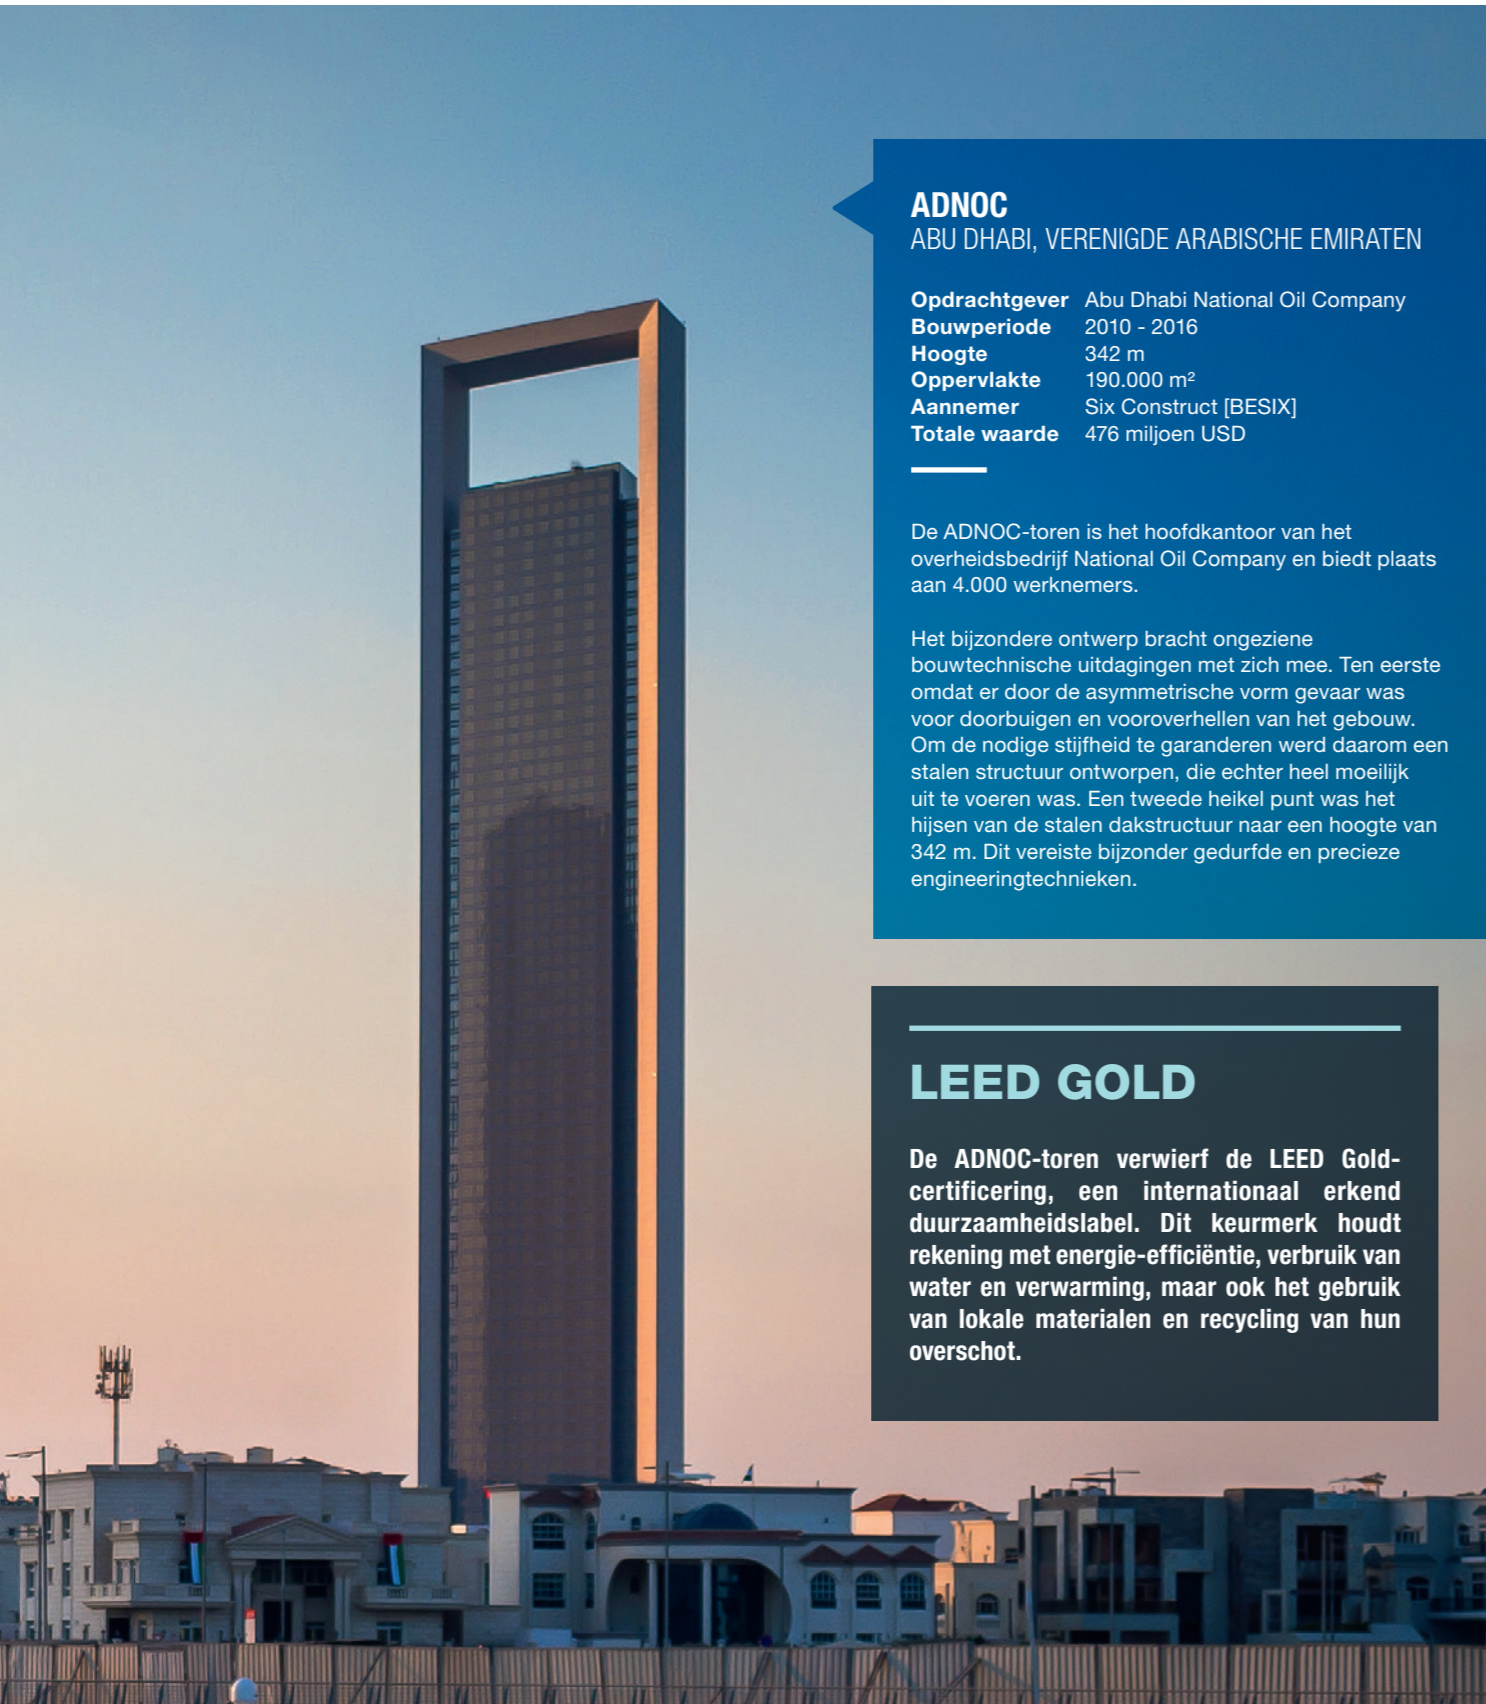 ADNOC
ABU DHABI, VERENIGDE ARABISCHE EMIRATEN
Opdrachtgever Abu Dhabi National Oil Company
Bouwperiode 2010 - 2016
Hoogte 342 m
Oppervlakte 190.000 m²
Aannemer Six Construct [BESIX]
Totale waarde 476 miljoen USD
De ADNOC-toren is het hoofdkantoor van het
overheidsbedrijf National Oil Company en biedt plaats
aan 4.000 werknemers.
Het bijzondere ontwerp bracht ongeziene
bouwtechnische uitdagingen met zich mee. Ten eerste
omdat er door de asymmetrische vorm gevaar was
voor doorbuigen en vooroverhellen van het gebouw.
Om de nodige stijfheid te garanderen werd daarom een
stalen structuur ontworpen, die echter heel moeilijk
uit te voeren was. Een tweede heikel punt was het
hijsen van de stalen dakstructuur naar een hoogte van
342 m. Dit vereiste bijzonder gedurfde en precieze
engineeringtechnieken.
LEED GOLD
De ADNOC-toren verwierf de LEED Gold-
certificering, een internationaal erkend
duurzaamheidslabel. Dit keurmerk houdt
rekening met energie-efficiëntie, verbruik van
water en verwarming, maar ook het gebruik
van lokale materialen en recycling van hun
overschot.